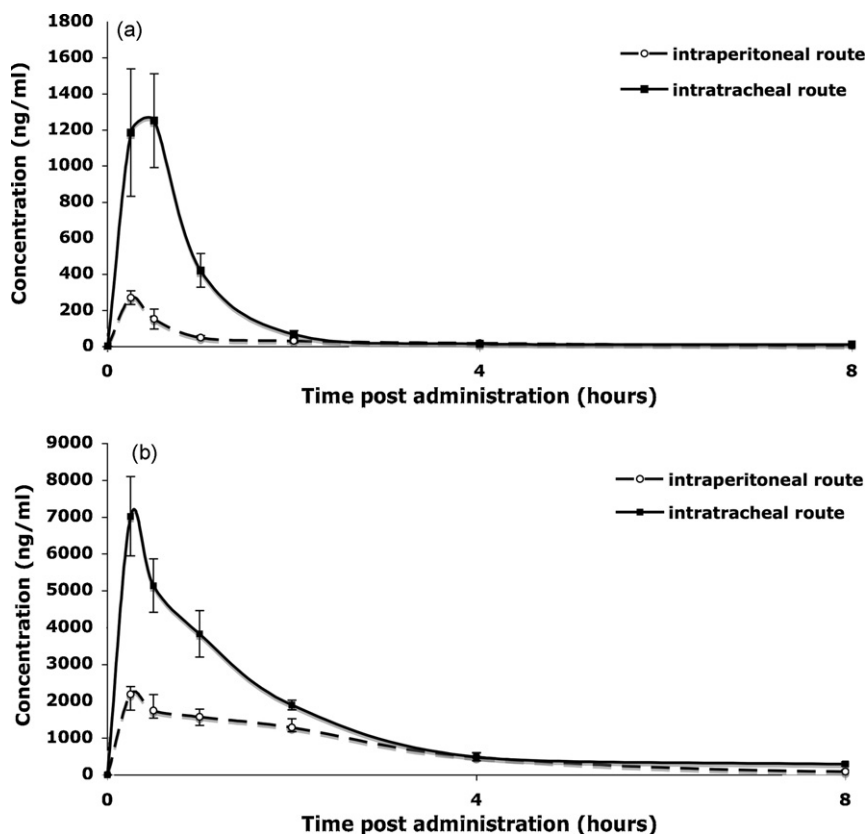 (a)
1800
1600
1400
1200
1000
800
600
400
200
0
Concentration (ng/ml)
intraperitoneal route
intratracheal route
0 4 8
Time post administration (hours)
(b)
9000
8000
7000
6000
5000
4000
3000
2000
1000
0
Concentration (ng/ml)
intraperitoneal route
intratracheal route
0 4 8
Time post administration (hours)